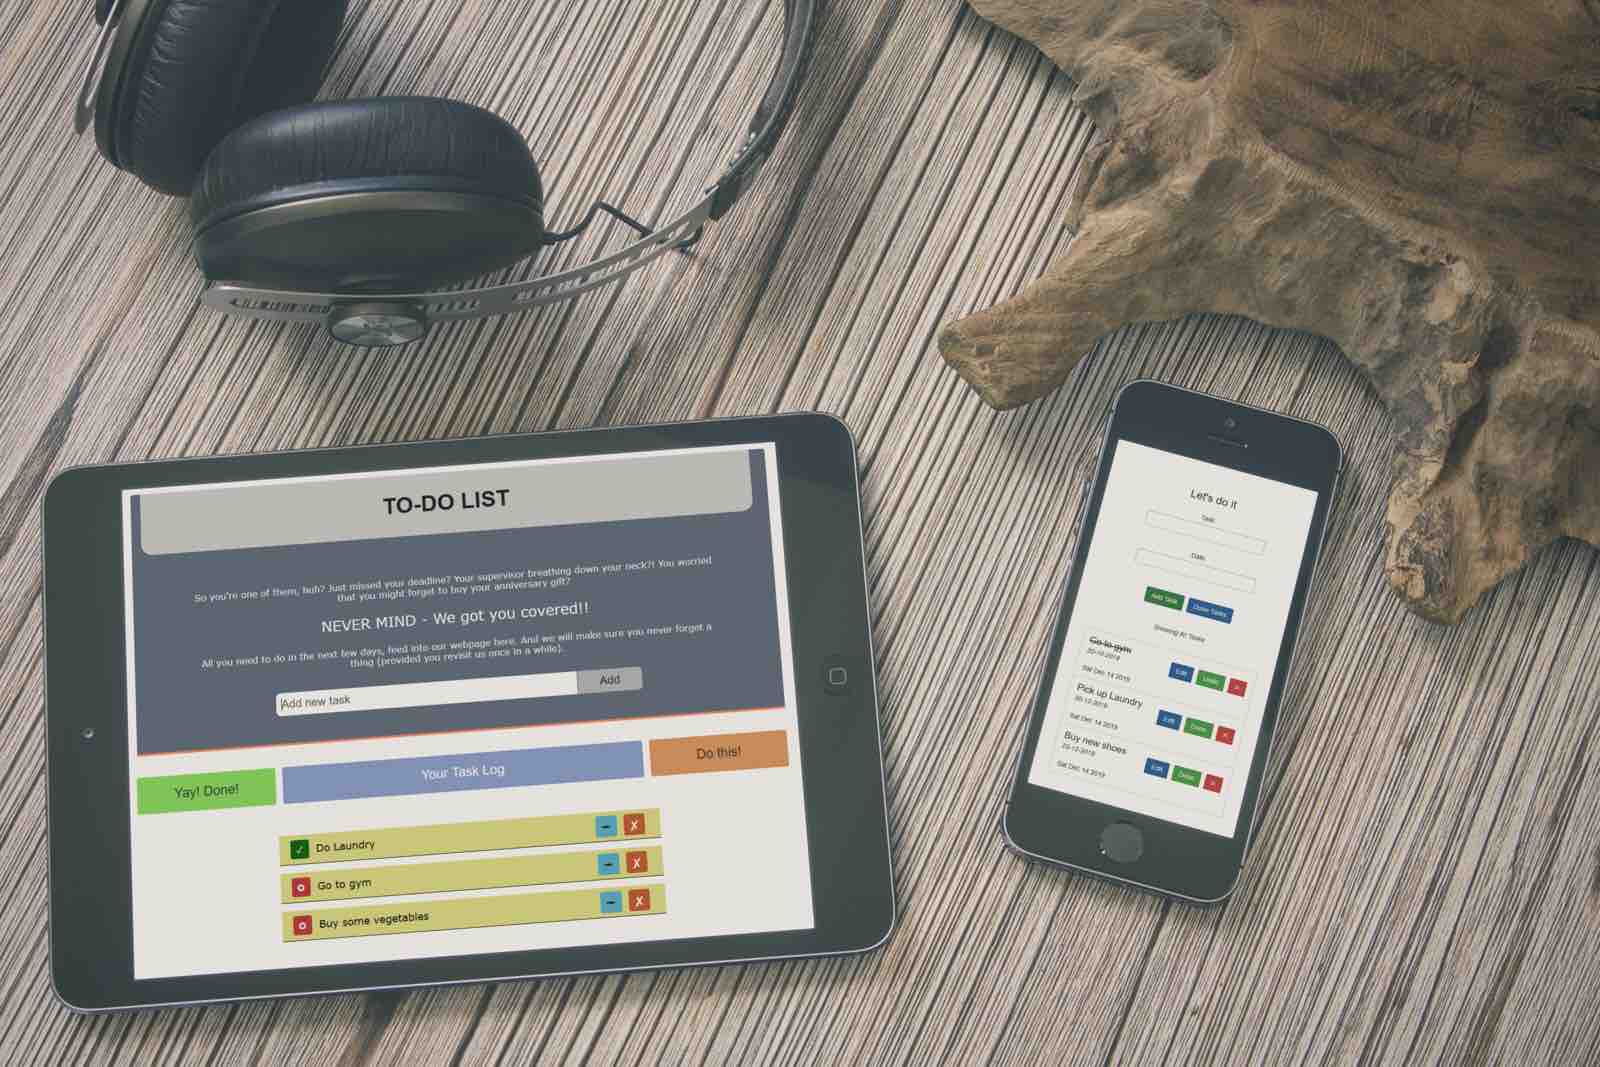 TO-DO LIST
So you're one of them, huh? Just missed your deadline? Your supervisor breathing down your neck?! You worried
that you might forget to buy your anniversary gift?
NEVER MIND - We got you covered!!
All you need to do in the next few days, feed into our webpage here. And we will make sure you never forget a
thing (provided you revisit us once in a while).
Add new task
Add
Yay! Done!
Your Task Log
Do this!
✓ Do Laundry – X
o Go to gym – X
o Buy some vegetables – X
Let's do it
Task
Date
Add Task Done Tasks
Showing All Tasks
Go to gym
20-12-2019
Sat Dec 14 2019
Edit Undo ×
Pick up Laundry
20-12-2019
Sat Dec 14 2019
Edit Done ×
Buy new shoes
20-12-2019
Sat Dec 14 2019
Edit Done ×